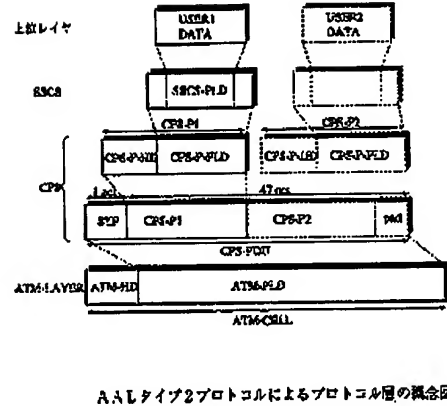 上位レイヤ
USER1 DATA
USER2 DATA
SSCS
SSCS-PLD
CPS-P1
CPS-P2
CPS
CPS-P-HD
CPS-P-PLD
CPS-P-HD
CPS-P-PLD
1 oct.
47 octs.
STF
CPS-P1
CPS-P2
PAD
CPS-PDU
ATM-LAYER
ATM-HD
ATM-PLD
ATM-CELL
AALタイプ2プロトコルによるプロトコル層の概念図